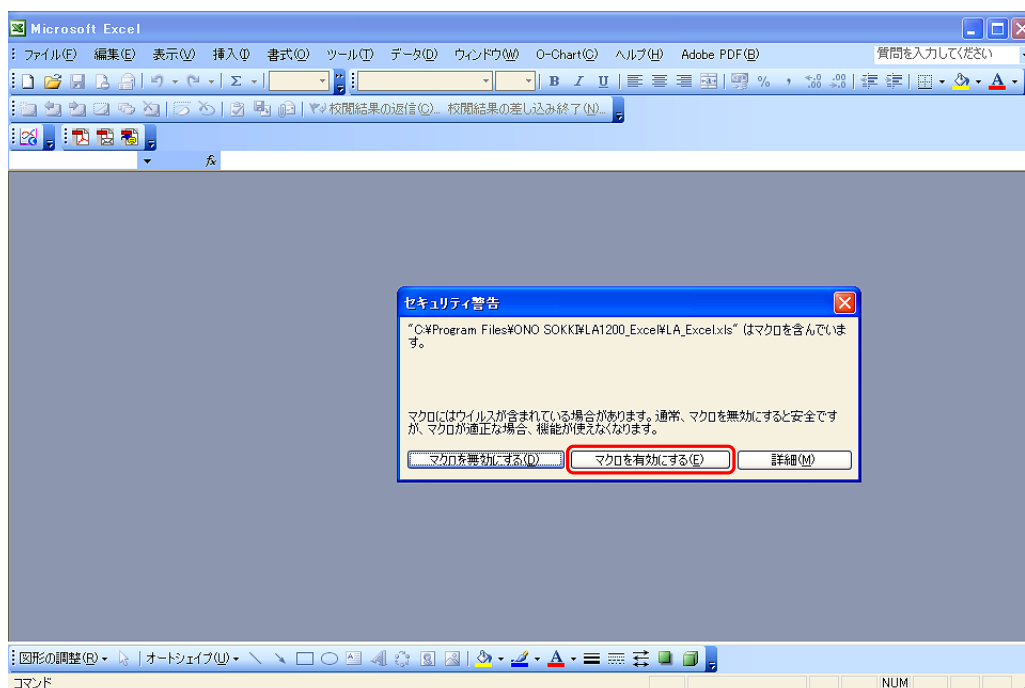 Microsoft Excel
ファイル(F) 編集(E) 表示(V) 挿入(I) 書式(O) ツール(T) データ(D) ウィンドウ(W) O-Chart(C) ヘルプ(H) Adobe PDF(B) 質問を入力してください
Σ B I U % , .0 .00 .00 .0 A
校閲結果の返信(C)... 校閲結果の差し込み終了(N)...
fx
セキュリティ警告
"C:¥Program Files¥ONO SOKKI¥LA1200_Excel¥LA_Excel.xls" はマクロを含んでいま
す。
マクロにはウイルスが含まれている場合があります。通常、マクロを無効にすると安全です
が、マクロが適正な場合、機能が使えなくなります。
マクロを無効にする(D) マクロを有効にする(E) 詳細(M)
図形の調整(R) オートシェイプ(U) A A A
コマンド NUM